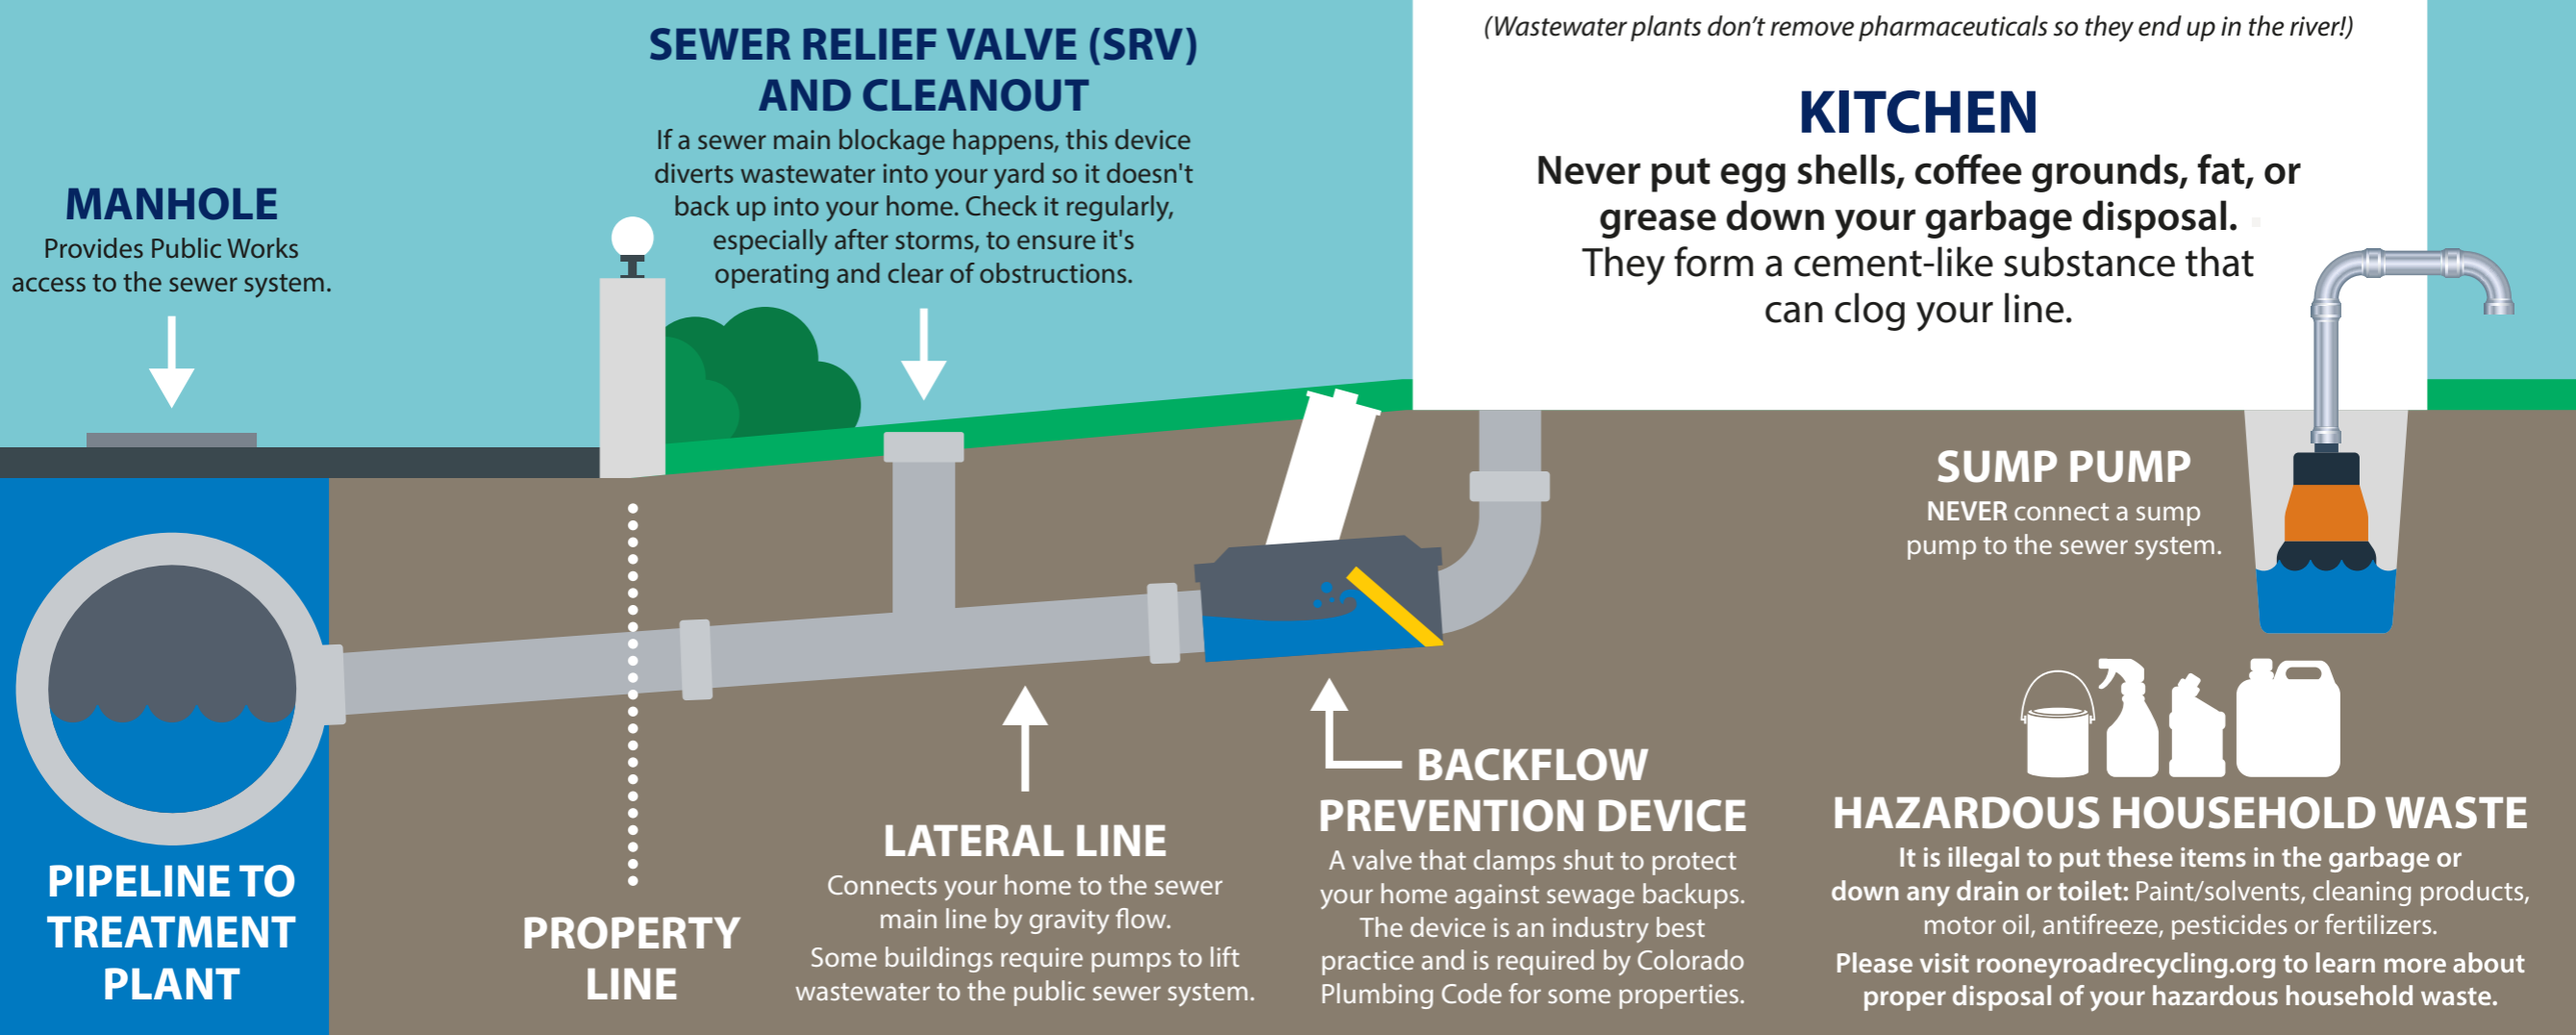 (Wastewater plants don't remove pharmaceuticals so they end up in the river!)
KITCHEN
Never put egg shells, coffee grounds, fat, or
grease down your garbage disposal.
They form a cement-like substance that
can clog your line.
SEWER RELIEF VALVE (SRV)
AND CLEANOUT
If a sewer main blockage happens, this device
diverts wastewater into your yard so it doesn't
back up into your home. Check it regularly,
especially after storms, to ensure it's
operating and clear of obstructions.
MANHOLE
Provides Public Works
access to the sewer system.
SUMP PUMP
NEVER connect a sump
pump to the sewer system.
PIPELINE TO
TREATMENT
PLANT
PROPERTY
LINE
LATERAL LINE
Connects your home to the sewer
main line by gravity flow.
Some buildings require pumps to lift
wastewater to the public sewer system.
BACKFLOW
PREVENTION DEVICE
A valve that clamps shut to protect
your home against sewage backups.
The device is an industry best
practice and is required by Colorado
Plumbing Code for some properties.
HAZARDOUS HOUSEHOLD WASTE
It is illegal to put these items in the garbage or
down any drain or toilet: Paint/solvents, cleaning products,
motor oil, antifreeze, pesticides or fertilizers.
Please visit rooneyroadrecycling.org to learn more about
proper disposal of your hazardous household waste.